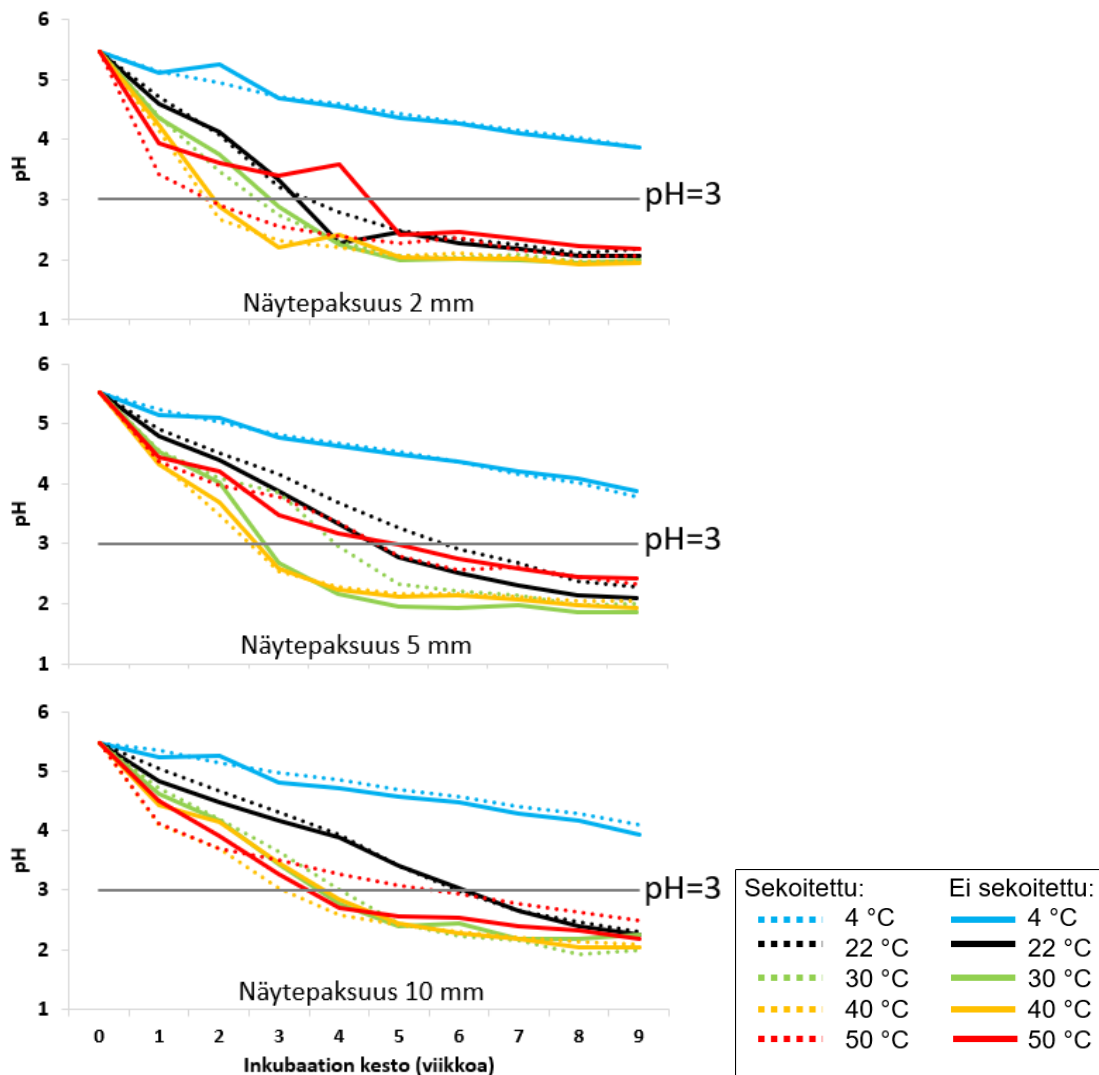 6
5
4
3
2
1
pH
pH=3
Näytepaksuus 2 mm
6
5
4
3
2
1
pH
pH=3
Näytepaksuus 5 mm
6
5
4
3
2
1
pH
pH=3
Näytepaksuus 10 mm
0 1 2 3 4 5 6 7 8 9
Inkubaation kesto (viikkoa)
Sekoitettu: Ei sekoitettu:
4 °C 4 °C
22 °C 22 °C
30 °C 30 °C
40 °C 40 °C
50 °C 50 °C